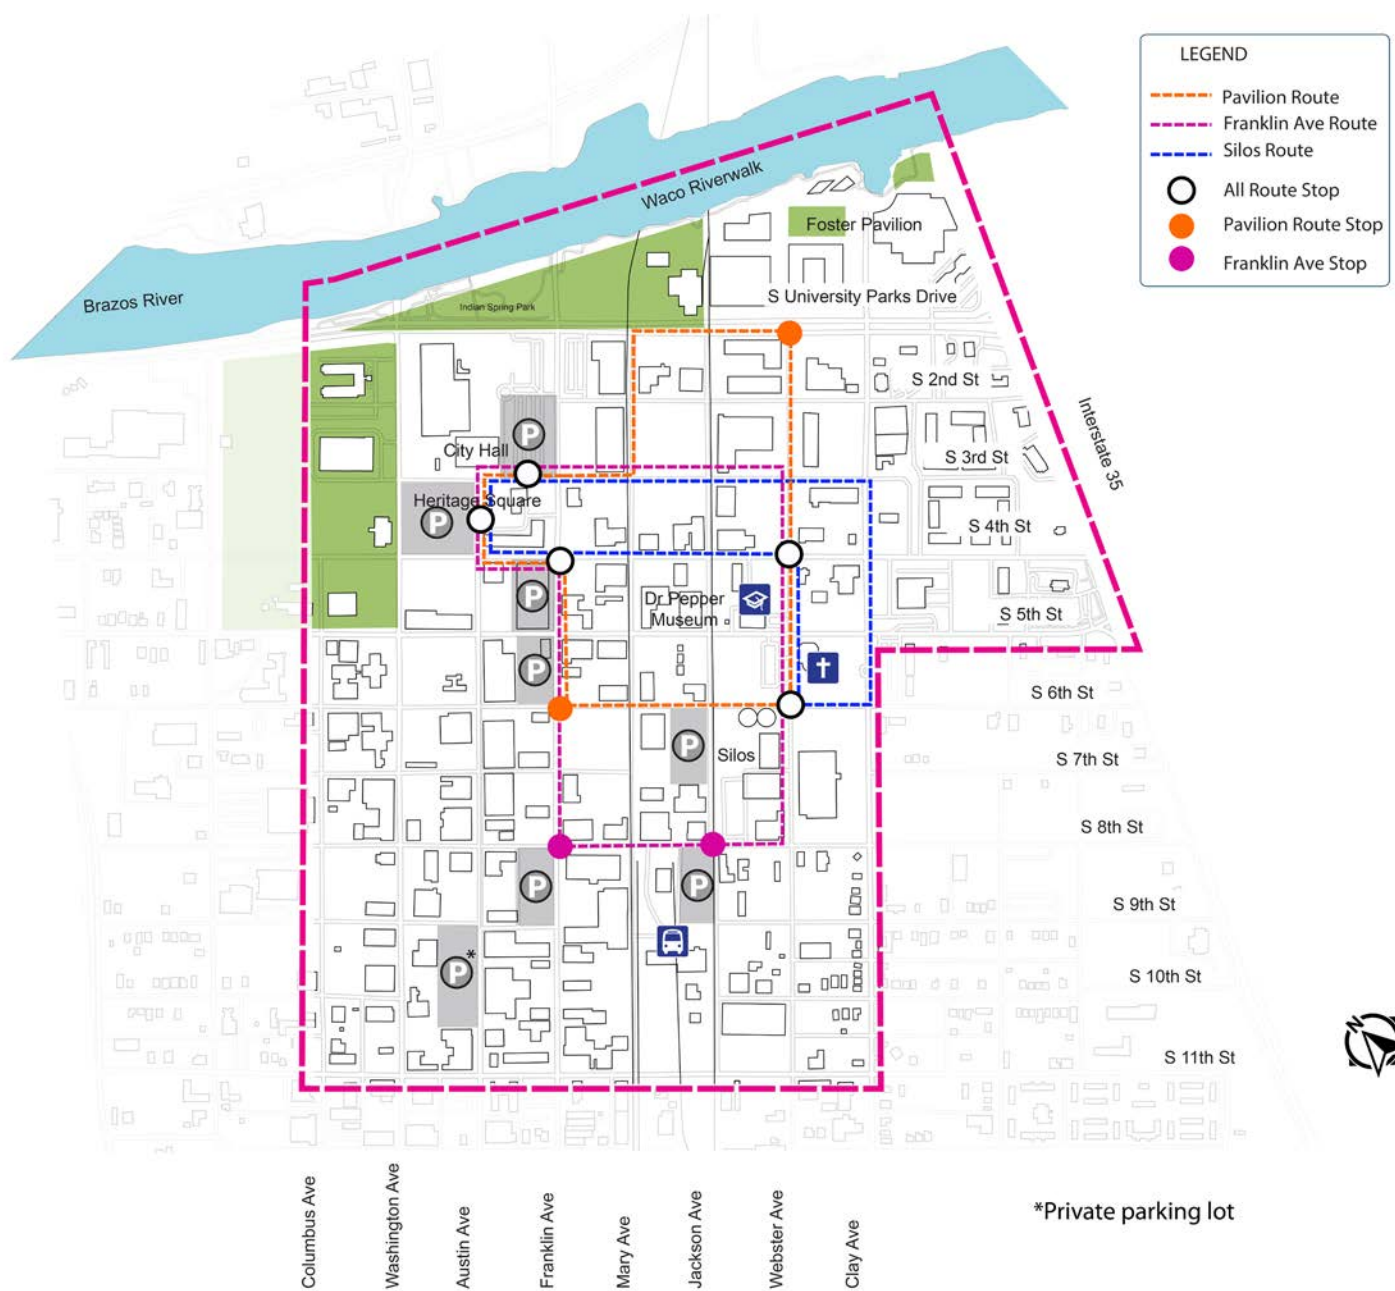 LEGEND
Pavilion Route
Franklin Ave Route
Silos Route
All Route Stop
Pavilion Route Stop
Franklin Ave Stop
Waco Riverwalk
Foster Pavilion
Brazos River
S University Parks Drive
Indian Spring Park
S 2nd St
Interstate 35
P
City Hall
S 3rd St
Heritage Square
P
S 4th St
P
Dr Pepper
Museum
S 5th St
P
S 6th St
P
Silos
S 7th St
S 8th St
P
P
S 9th St
P*
S 10th St
N
S 11th St
Columbus Ave
Washington Ave
Austin Ave
Franklin Ave
Mary Ave
Jackson Ave
Webster Ave
Clay Ave
*Private parking lot